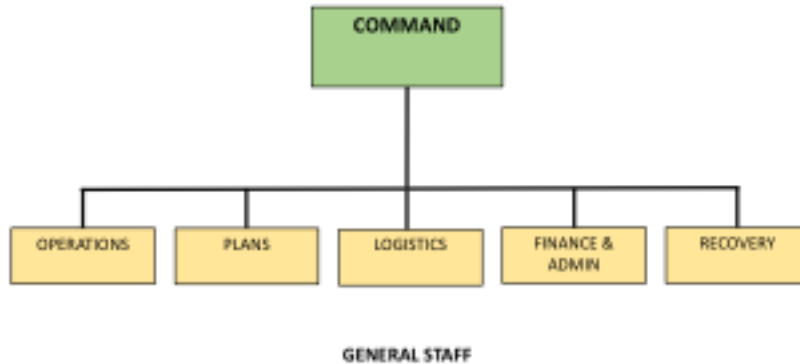 COMMAND
OPERATIONS
PLANS
LOGISTICS
FINANCE &
ADMIN
RECOVERY
GENERAL STAFF